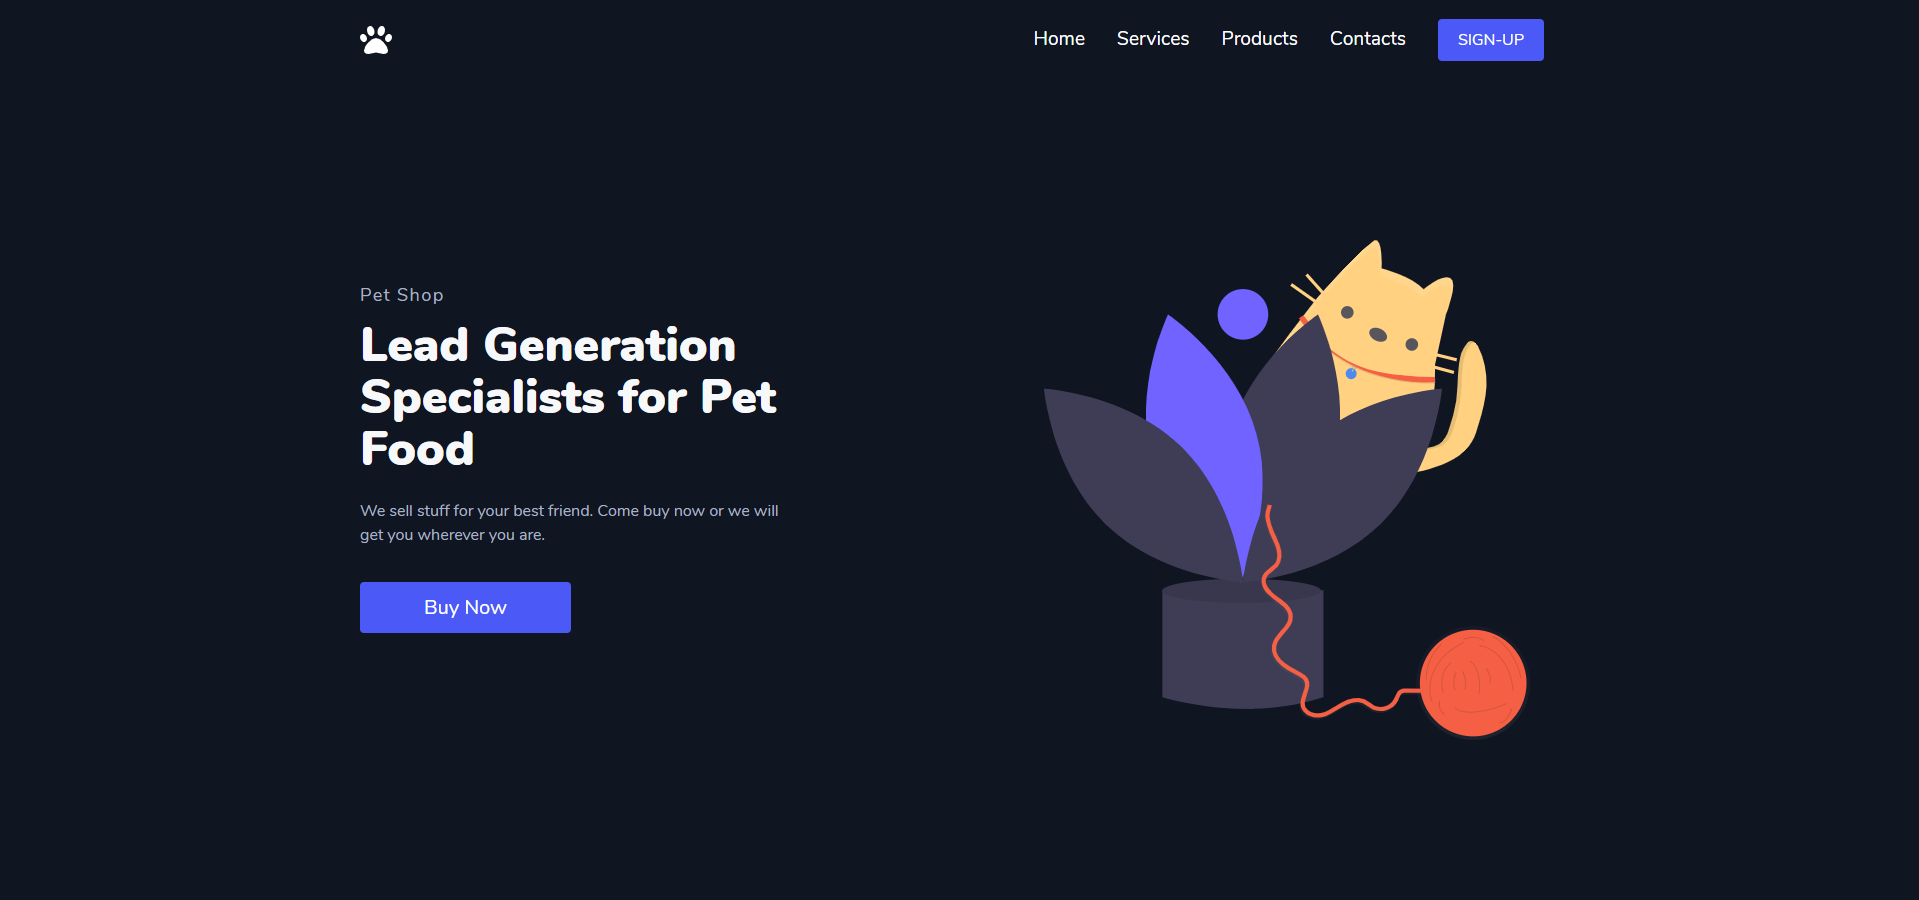 Home Services Products Contacts SIGN-UP
Pet Shop
Lead Generation
Specialists for Pet
Food
We sell stuff for your best friend. Come buy now or we will
get you wherever you are.
Buy Now